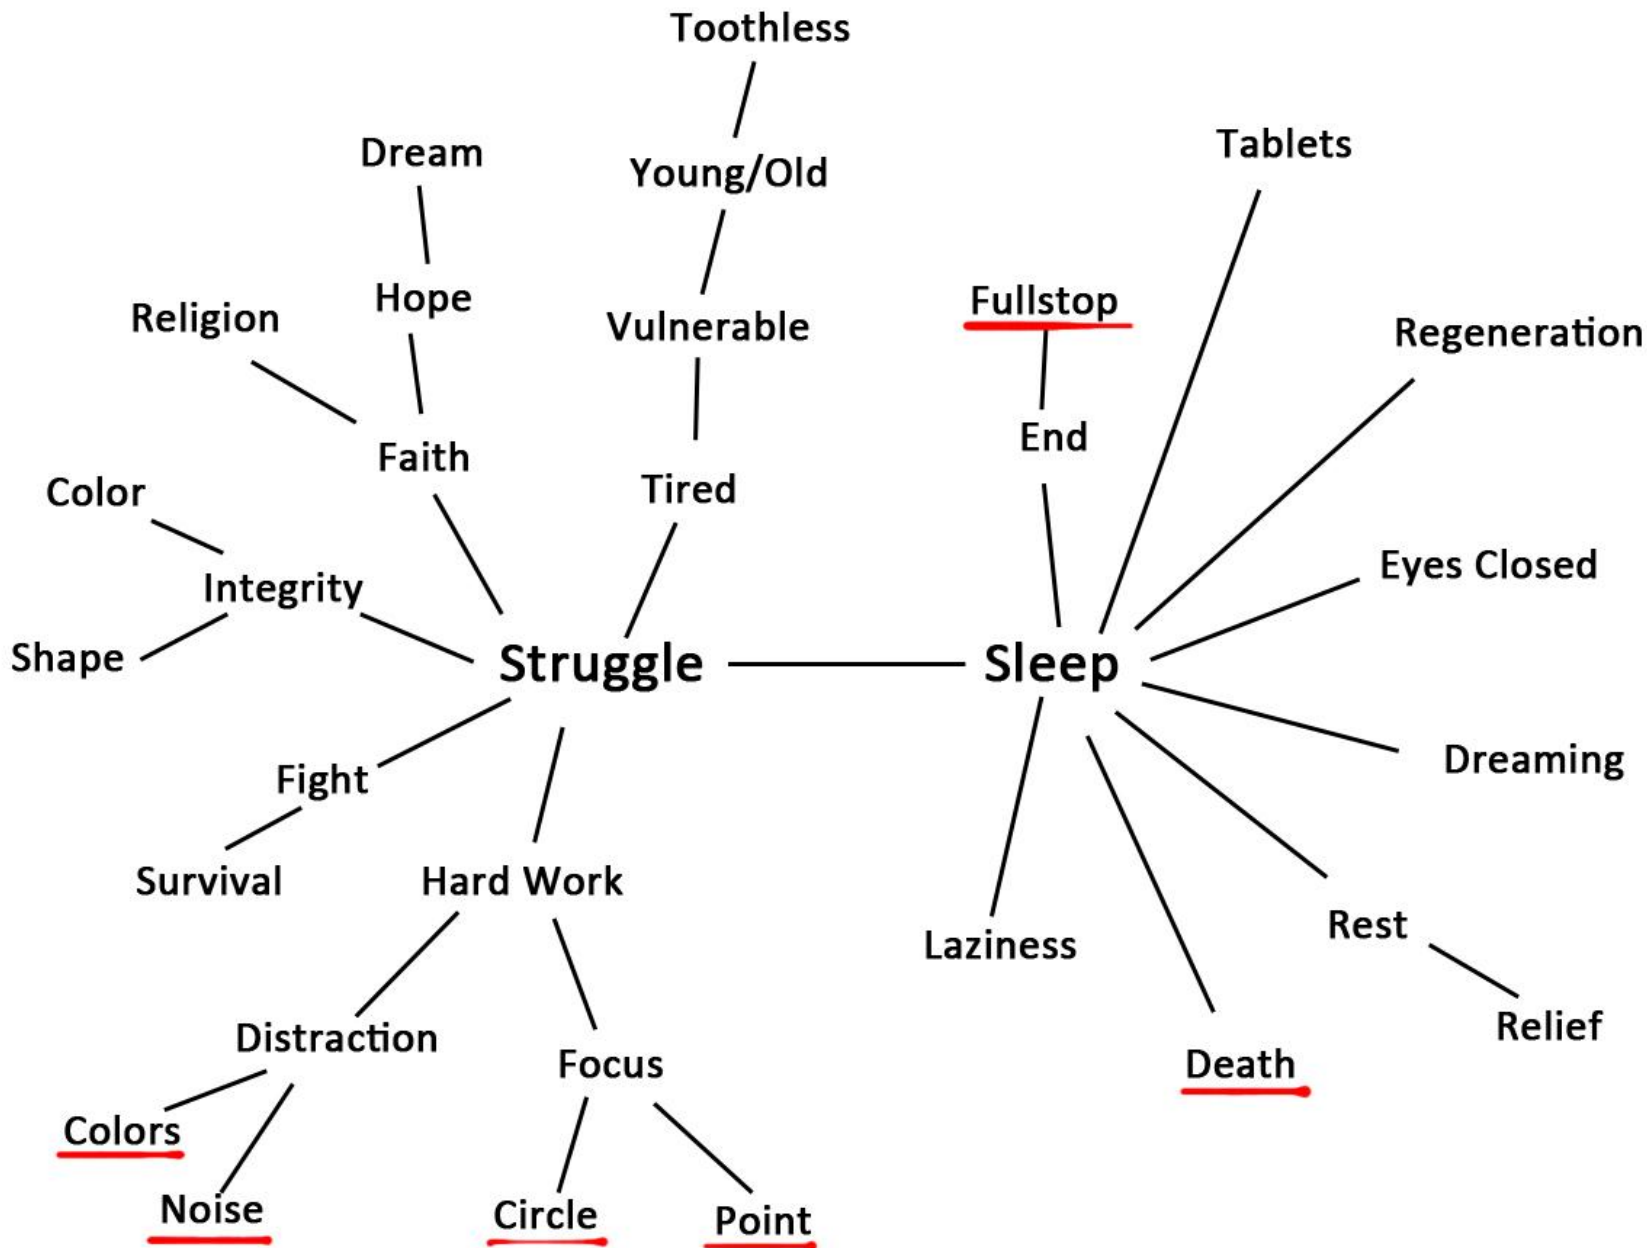 Toothless
Dream
Tablets
Young/Old
Hope
Fullstop
Religion
Vulnerable
Regeneration
End
Faith
Color
Tired
Eyes Closed
Integrity
Shape
Struggle
Sleep
Dreaming
Fight
Survival
Hard Work
Rest
Laziness
Relief
Distraction
Focus
Death
Colors
Noise
Circle
Point